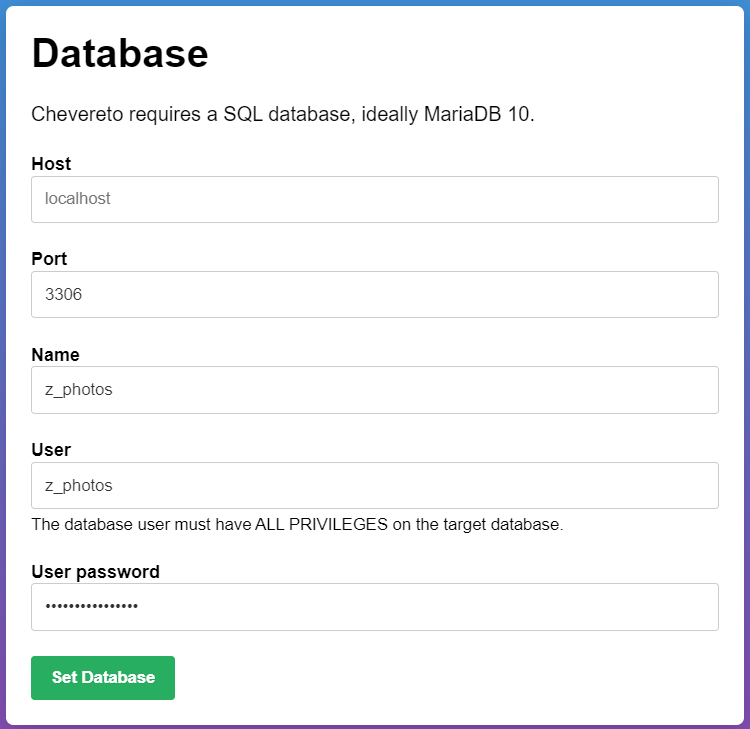 Database
Chevereto requires a SQL database, ideally MariaDB 10.
Host
localhost
Port
3306
Name
z_photos
User
z_photos
The database user must have ALL PRIVILEGES on the target database.
User password
••••••••••••••••
Set Database